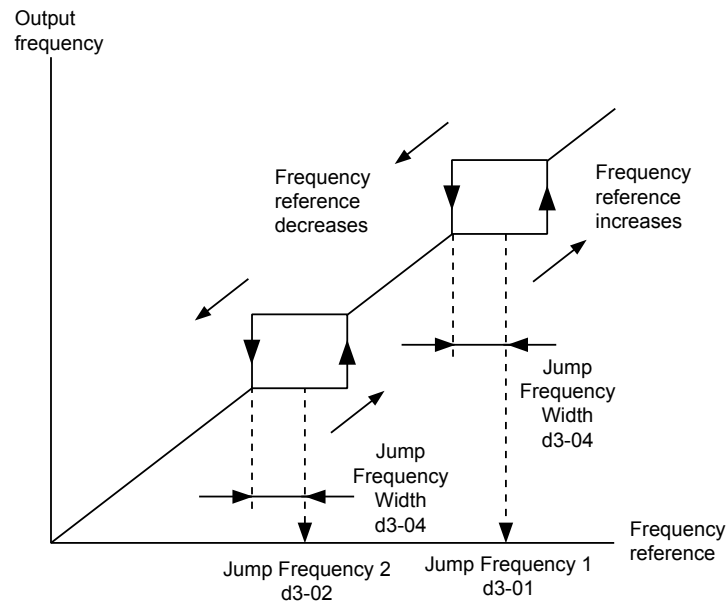 Output
frequency
Frequency
reference
decreases
Frequency
reference
increases
Jump
Frequency
Width
d3-04
Jump
Frequency
Width
d3-04
Frequency
reference
Jump Frequency 2
d3-02
Jump Frequency 1
d3-01